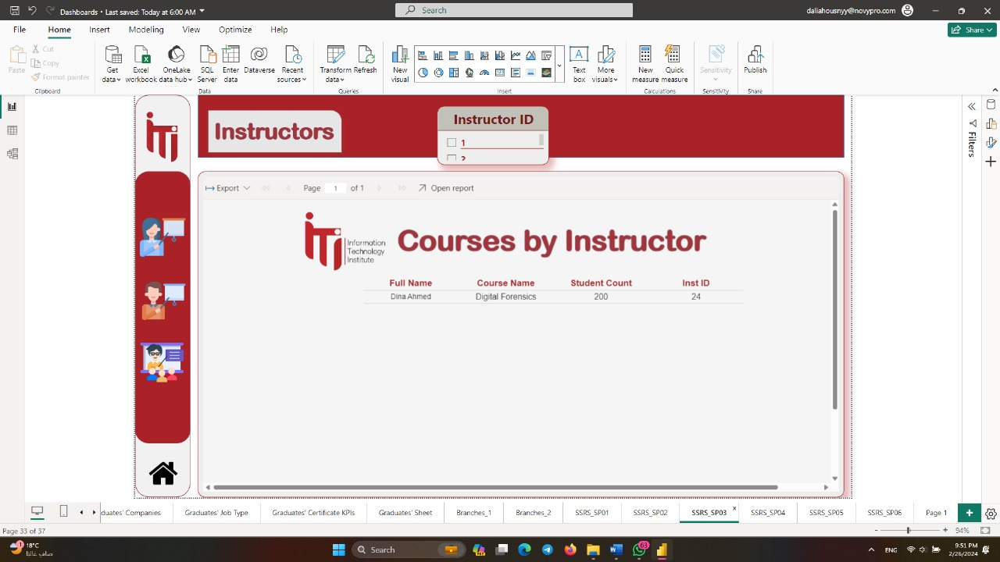 Dashboards • Last saved: Today at 6:00 AM
Search
daliahousnyy@novypro.com
File
Home
Insert
Modeling
View
Optimize
Help
Share
Paste
Cut
Copy
Format painter
Get data
Excel workbook
OneLake data hub
SQL Server
Enter data
Dataverse
Recent sources
Transform data
Refresh
New visual
Text box
More visuals
New measure
Quick measure
Sensitivity
Publish
Clipboard
Data
Queries
Insert
Calculations
Sensitivity
Share
Instructors
Instructor ID
1
2
Filters
Export
Page 1 of 1
Open report
iTi
Information
Technology
Institute
Courses by Instructor
Full Name Course Name Student Count Inst ID
Dina Ahmed Digital Forensics 200 24
duates' Companies
Graduates' Job Type
Graduates' Certificate KPIs
Graduates' Sheet
Branches_1
Branches_2
SSRS_SP01
SSRS_SP02
SSRS_SP03
SSRS_SP04
SSRS_SP05
SSRS_SP06
Page 1
Page 33 of 37
94%
18°C
صافي غالبًا
Search
63
ENG
9:51 PM
2/26/2024